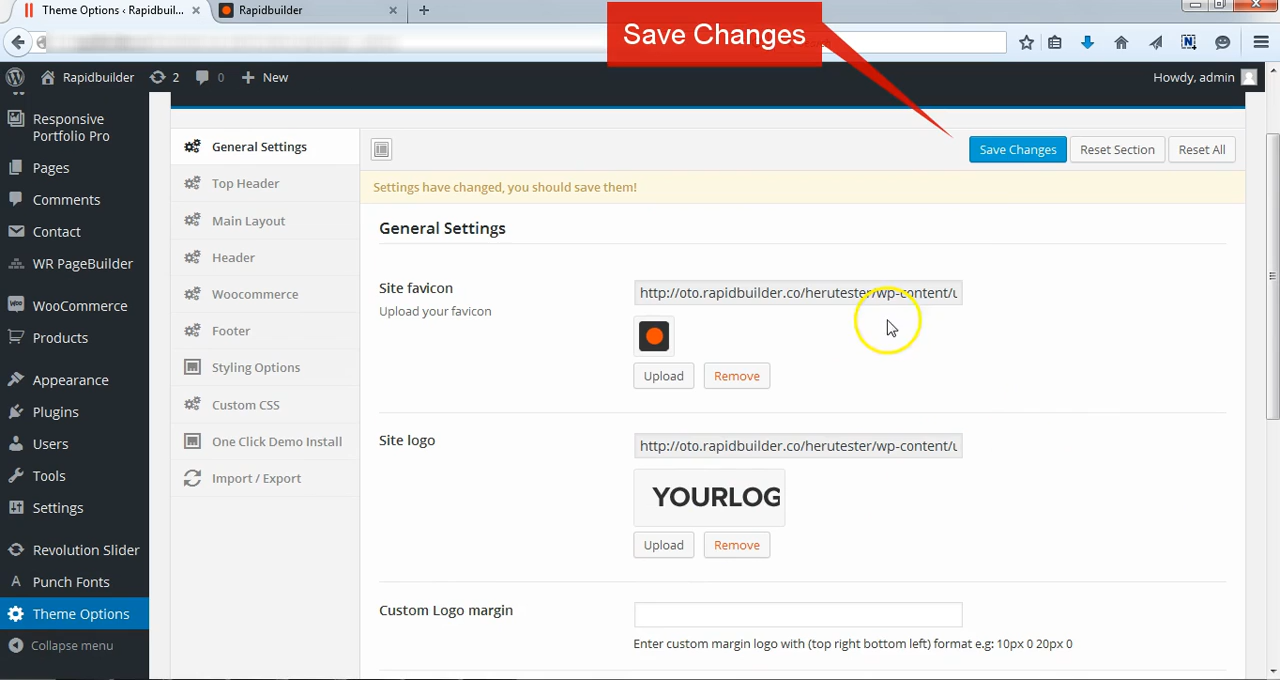 Theme Options ‹ Rapidbuil... ×
Rapidbuilder ×
Save Changes
Rapidbuilder 2 0 New
Howdy, admin
Responsive
Portfolio Pro
Pages
Comments
Contact
WR PageBuilder
WooCommerce
Products
Appearance
Plugins
Users
Tools
Settings
Revolution Slider
Punch Fonts
Theme Options
Collapse menu
General Settings
Top Header
Main Layout
Header
Woocommerce
Footer
Styling Options
Custom CSS
One Click Demo Install
Import / Export
Save Changes Reset Section Reset All
Settings have changed, you should save them!
General Settings
Site favicon
Upload your favicon
http://oto.rapidbuilder.co/herutester/wp-content/u
Upload Remove
Site logo
http://oto.rapidbuilder.co/herutester/wp-content/u
YOURLOG
Upload Remove
Custom Logo margin
Enter custom margin logo with (top right bottom left) format e.g: 10px 0 20px 0